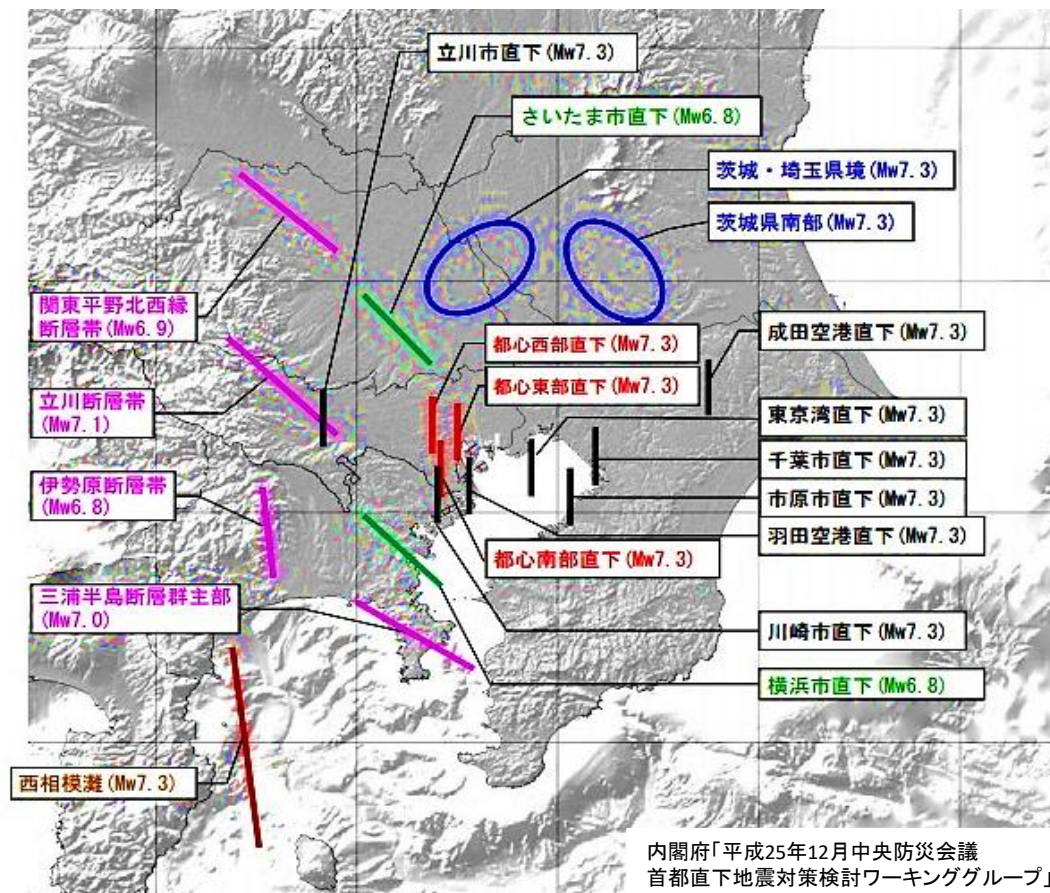 立川市直下(Mw7.3)
さいたま市直下(Mw6.8)
茨城・埼玉県境(Mw7.3)
茨城県南部(Mw7.3)
関東平野北西縁
断層帯(Mw6.9)
都心西部直下(Mw7.3)
成田空港直下(Mw7.3)
都心東部直下(Mw7.3)
立川断層帯
(Mw7.1)
東京湾直下(Mw7.3)
千葉市直下(Mw7.3)
伊勢原断層帯
(Mw6.8)
市原市直下(Mw7.3)
羽田空港直下(Mw7.3)
都心南部直下(Mw7.3)
三浦半島断層群主部
(Mw7.0)
川崎市直下(Mw7.3)
横浜市直下(Mw6.8)
西相模灘(Mw7.3)
内閣府「平成25年12月中央防災会議
首都直下地震対策検討ワーキンググループ」